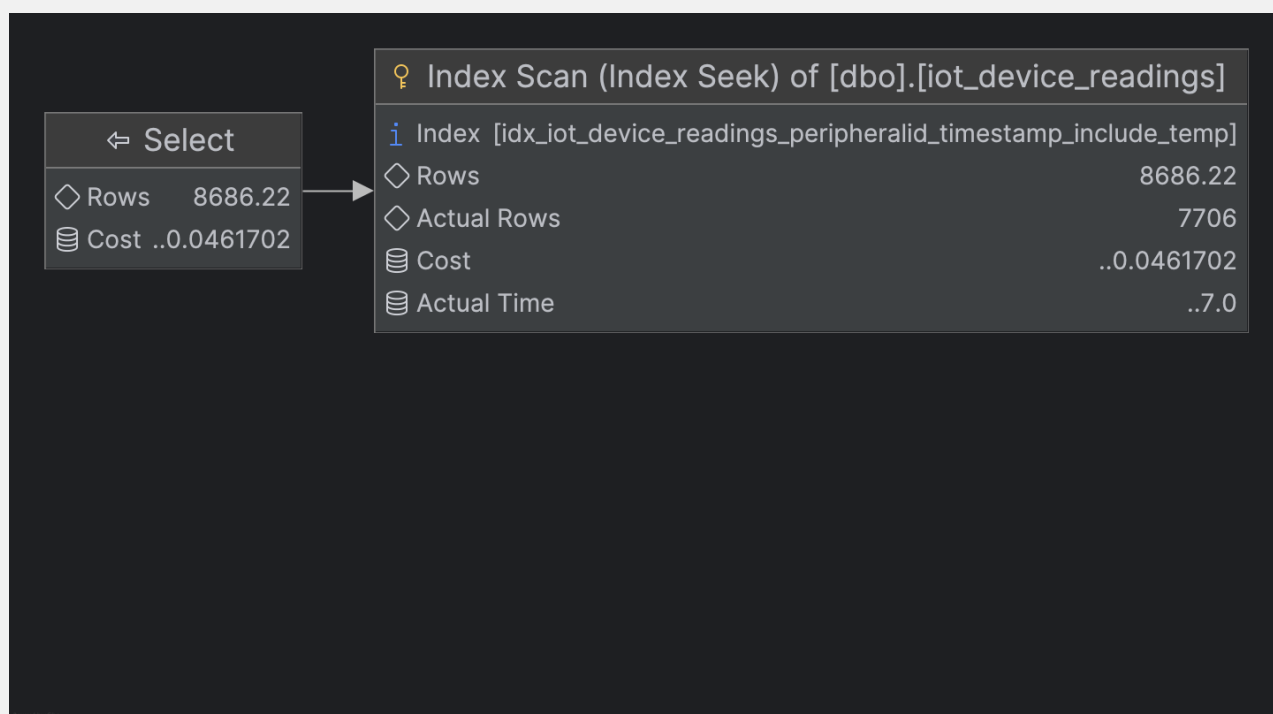 Select
Rows 8686.22
Cost ..0.0461702
Index Scan (Index Seek) of [dbo].[iot_device_readings]
i Index [idx_iot_device_readings_peripheralid_timestamp_include_temp]
Rows 8686.22
Actual Rows 7706
Cost ..0.0461702
Actual Time ..7.0